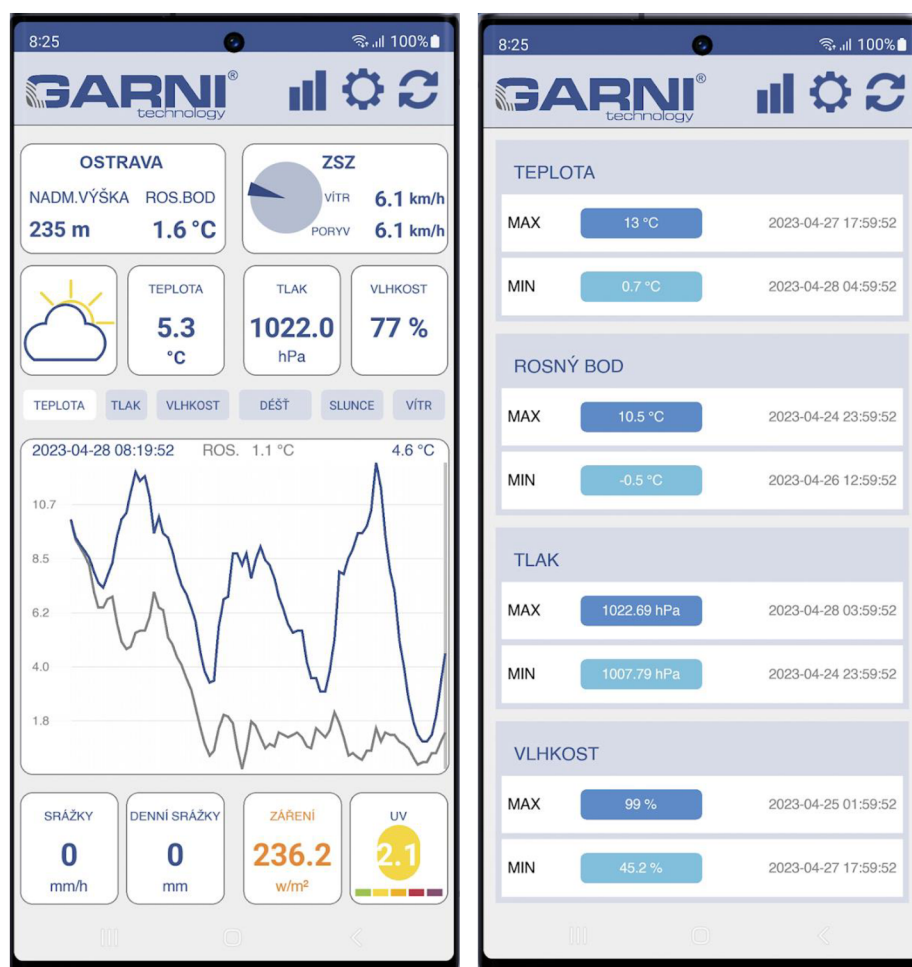 8:25
100%
GARNI®
technology
OSTRAVA
NADM.VÝŠKA ROS.BOD
235 m 1.6 °C
ZSZ
VÍTR 6.1 km/h
PORYV 6.1 km/h
TEPLOTA
5.3
°C
TLAK
1022.0
hPa
VLHKOST
77 %
TEPLOTA TLAK VLHKOST DÉŠŤ SLUNCE VÍTR
2023-04-28 08:19:52 ROS. 1.1 °C 4.6 °C
10.7
8.5
6.2
4.0
1.8
SRÁŽKY
0
mm/h
DENNÍ SRÁŽKY
0
mm
ZÁŘENÍ
236.2
w/m²
UV
2.1
8:25
100%
GARNI®
technology
TEPLOTA
MAX 13 °C 2023-04-27 17:59:52
MIN 0.7 °C 2023-04-28 04:59:52
ROSNÝ BOD
MAX 10.5 °C 2023-04-24 23:59:52
MIN -0.5 °C 2023-04-26 12:59:52
TLAK
MAX 1022.69 hPa 2023-04-28 03:59:52
MIN 1007.79 hPa 2023-04-24 23:59:52
VLHKOST
MAX 99 % 2023-04-25 01:59:52
MIN 45.2 % 2023-04-27 17:59:52